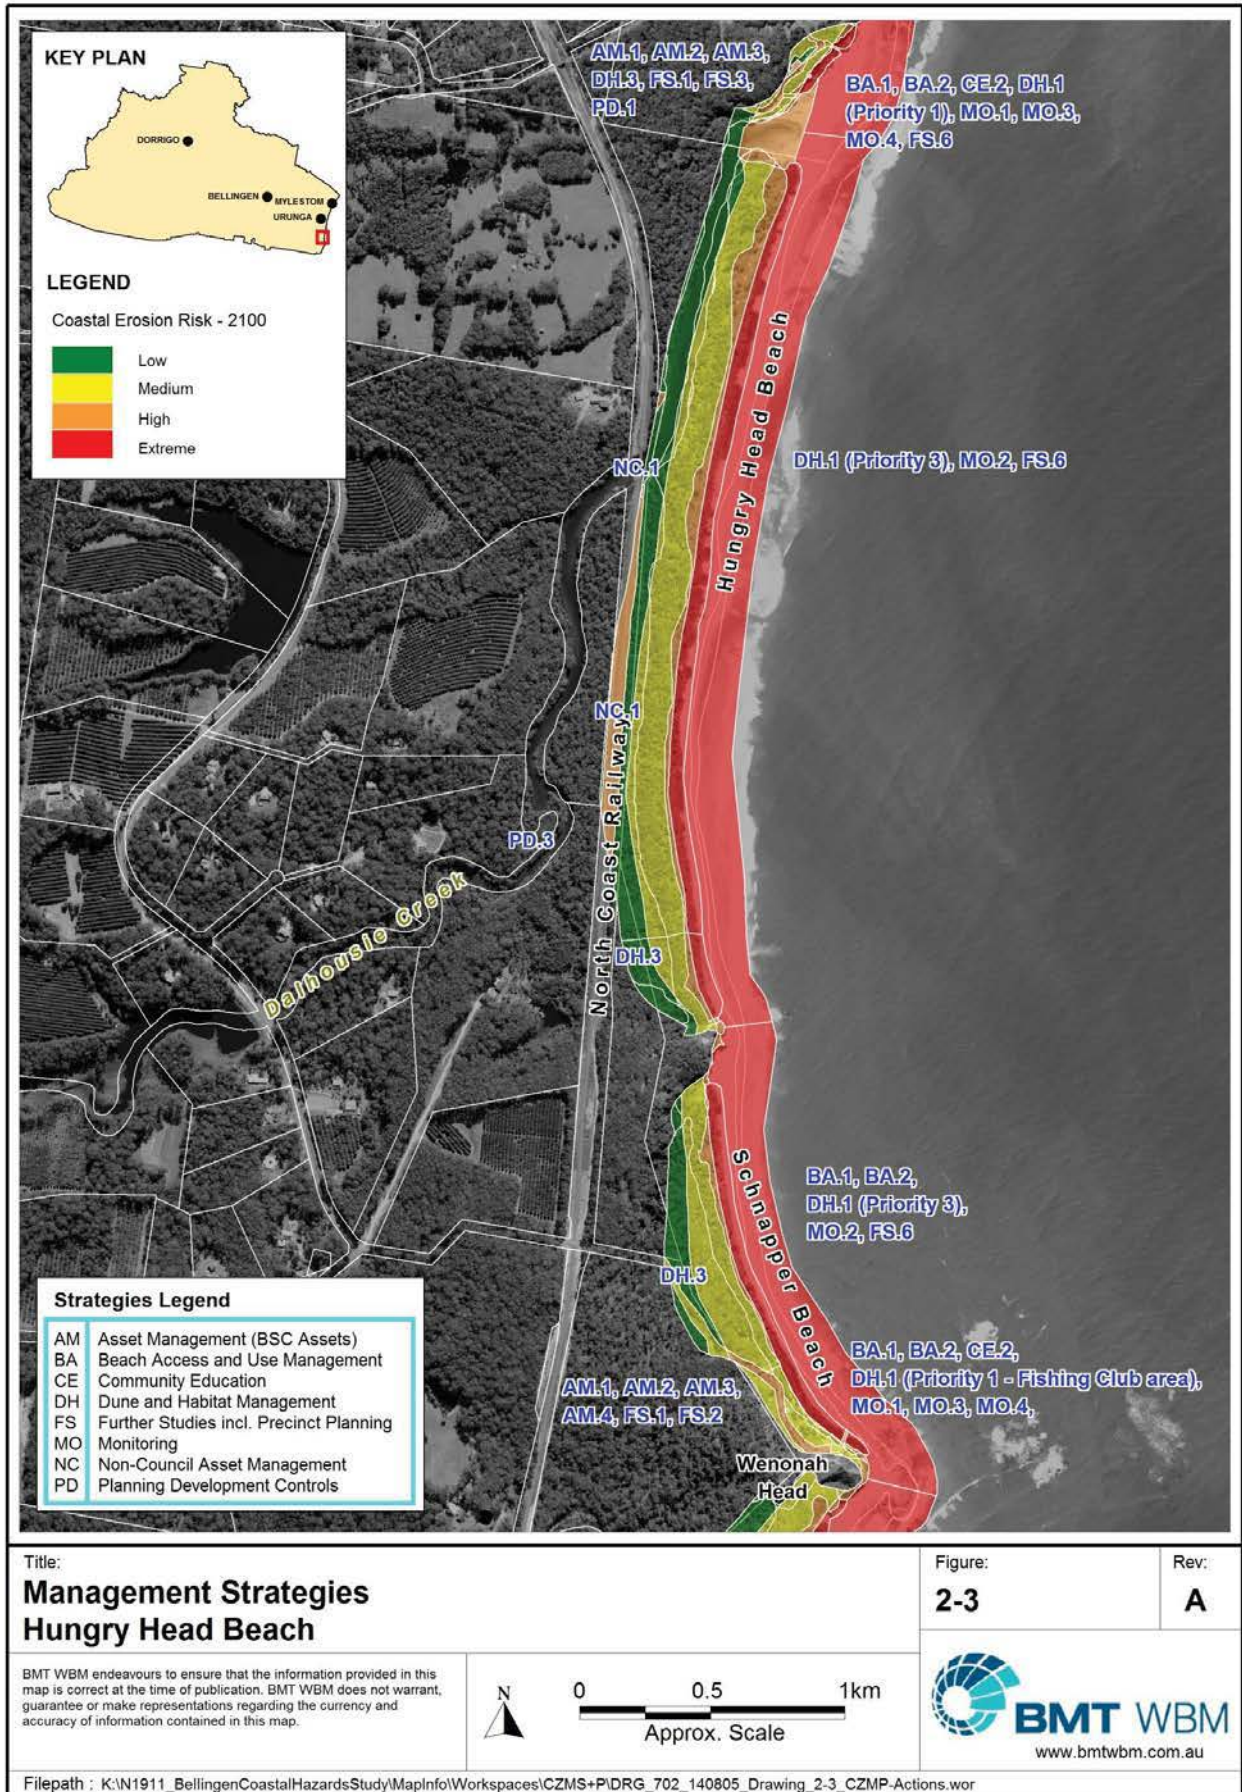 KEY PLAN
DORRIGO
BELLINGEN
MYLESTOM
URUNGA
LEGEND
Coastal Erosion Risk - 2100
Low
Medium
High
Extreme
AM.1, AM.2, AM.3,
DH.3, FS.1, FS.3,
PD.1
BA.1, BA.2, CE.2, DH.1
(Priority 1), MO.1, MO.3,
MO.4, FS.6
Hungry Head Beach
NC.1
DH.1 (Priority 3), MO.2, FS.6
NC.1
North Coast Railway
PD.3
Dalhousie Creek
DH.3
Schnapper Beach
BA.1, BA.2,
DH.1 (Priority 3),
MO.2, FS.6
DH.3
BA.1, BA.2, CE.2,
DH.1 (Priority 1 - Fishing Club area),
MO.1, MO.3, MO.4,
AM.1, AM.2, AM.3,
AM.4, FS.1, FS.2
Wenonah
Head
Strategies Legend
AM Asset Management (BSC Assets)
BA Beach Access and Use Management
CE Community Education
DH Dune and Habitat Management
FS Further Studies incl. Precinct Planning
MO Monitoring
NC Non-Council Asset Management
PD Planning Development Controls
Title:
Management Strategies
Hungry Head Beach
Figure:
2-3
Rev:
A
BMT WBM endeavours to ensure that the information provided in this
map is correct at the time of publication. BMT WBM does not warrant,
guarantee or make representations regarding the currency and
accuracy of information contained in this map.
N
0 0.5 1km
Approx. Scale
BMT WBM
www.bmtwbm.com.au
Filepath : K:\N1911_BellingenCoastalHazardsStudy\MapInfo\Workspaces\CZMS+P\DRG_702_140805_Drawing_2-3_CZMP-Actions.wor